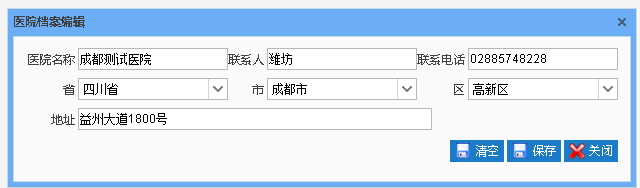 医院档案编辑
医院名称 成都测试医院 联系人 潍坊 联系电话 02885748228
省 四川省 市 成都市 区 高新区
地址 益州大道1800号
清空 保存 关闭